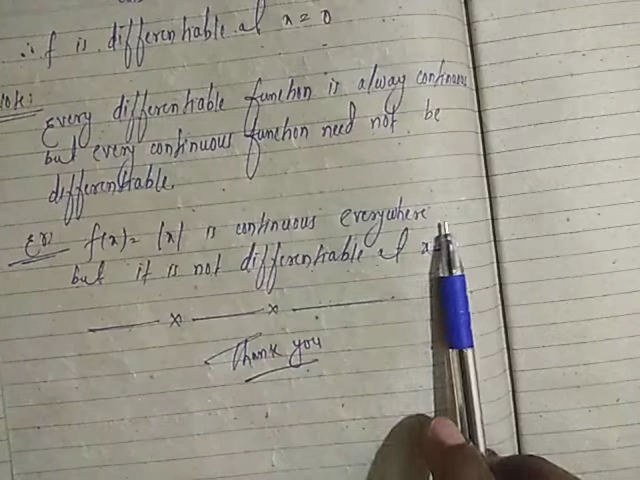 ∴ f is differentiable at x = 0
Note:
Every differentiable function is alway continuous
but every continuous function need not be
differentiable
Ex: f(x) = |x| is continuous everywhere
but it is not differentiable at x
Thank you